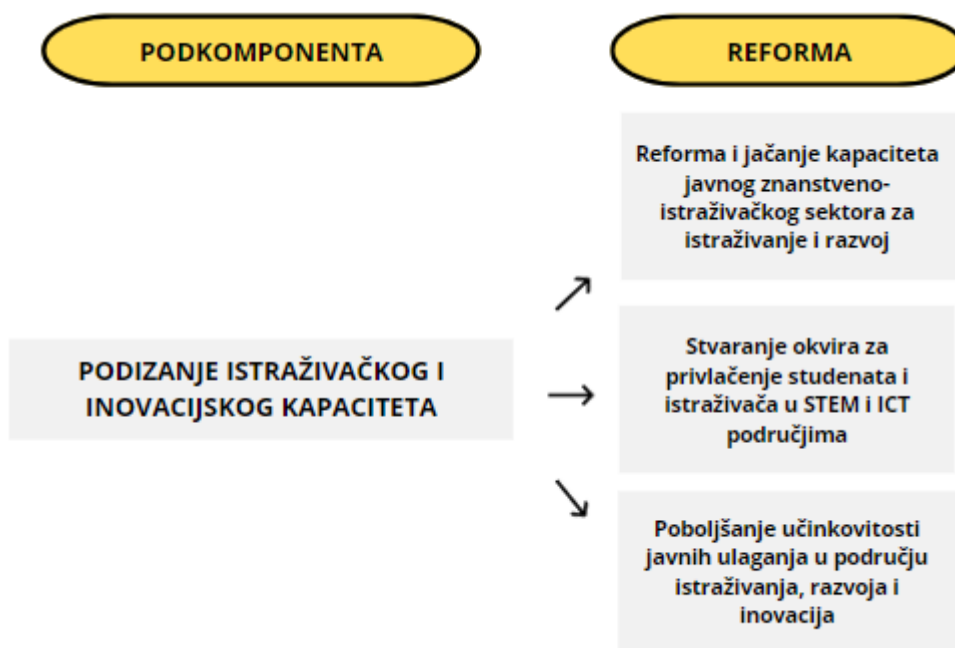 PODKOMPONENTA
REFORMA
Reforma i jačanje kapaciteta
javnog znanstveno-
istraživačkog sektora za
istraživanje i razvoj
PODIZANJE ISTRAŽIVAČKOG I
INOVACIJSKOG KAPACITETA
Stvaranje okvira za
privlačenje studenata i
istraživača u STEM i ICT
područjima
Poboljšanje učinkovitosti
javnih ulaganja u području
istraživanja, razvoja i
inovacija